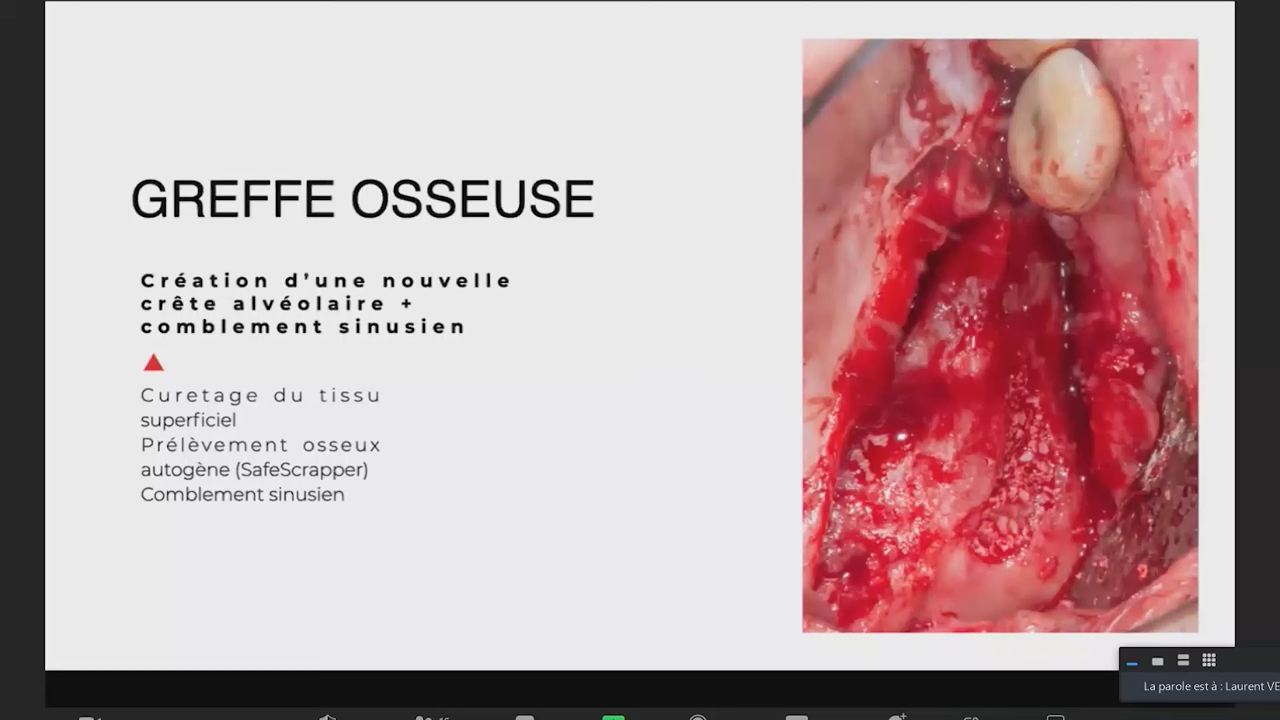 GREFFE OSSEUSE
Création d'une nouvelle
crête alvéolaire +
comblement sinusien
Curetage du tissu
superficiel
Prélèvement osseux
autogène (SafeScrapper)
Comblement sinusien
La parole est à : Laurent VE